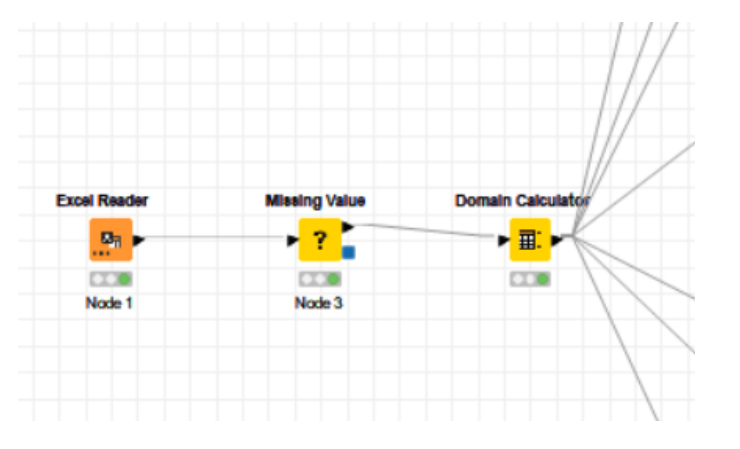 Excel Reader
Missing Value
Domain Calculator
?
Node 1
Node 3